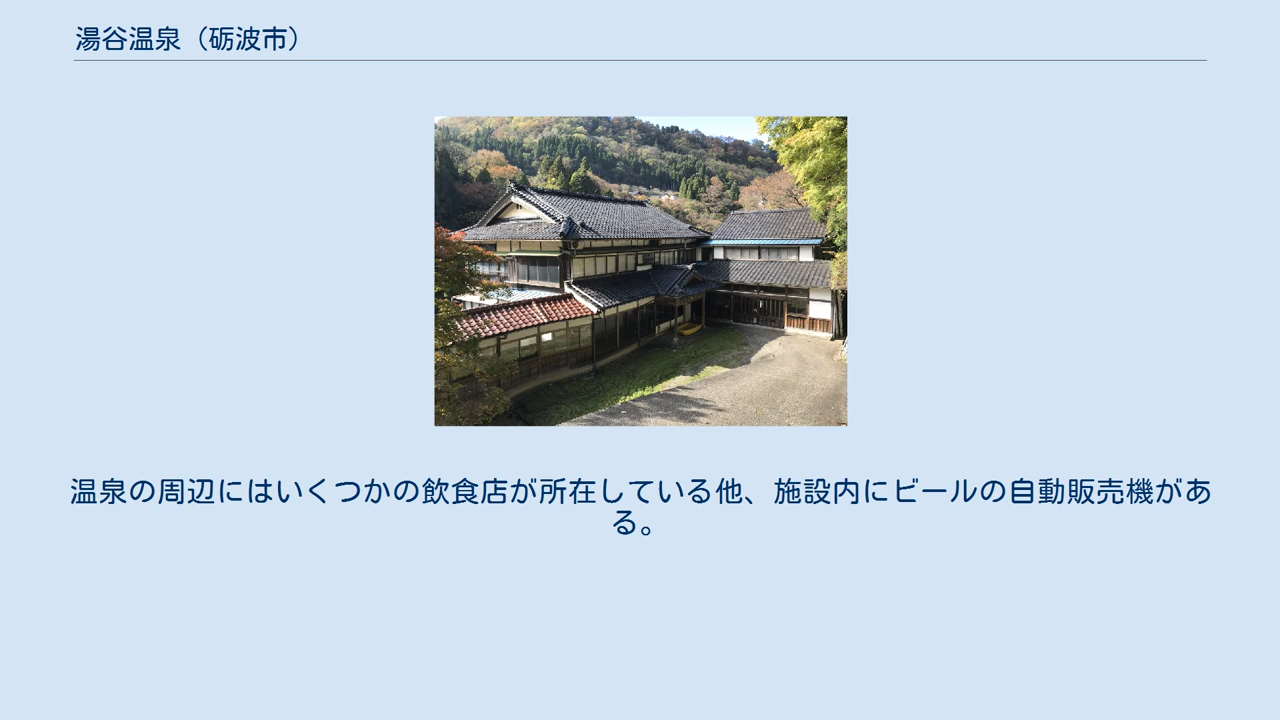 湯谷温泉（砺波市）
温泉の周辺にはいくつかの飲食店が所在している他、施設内にビールの自動販売機があ
る。